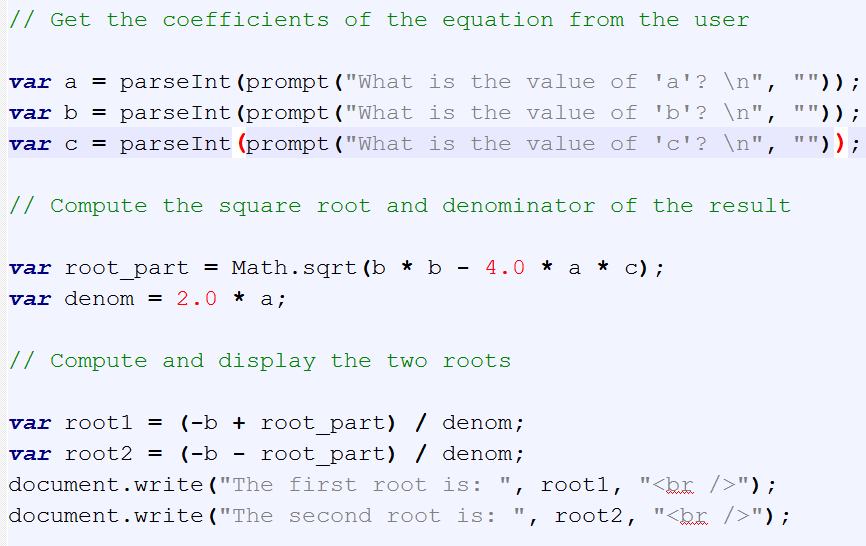 // Get the coefficients of the equation from the user
var a = parseInt(prompt("What is the value of 'a'? \n", ""));
var b = parseInt(prompt("What is the value of 'b'? \n", ""));
var c = parseInt(prompt("What is the value of 'c'? \n", ""));
// Compute the square root and denominator of the result
var root_part = Math.sqrt(b * b - 4.0 * a * c);
var denom = 2.0 * a;
// Compute and display the two roots
var root1 = (-b + root_part) / denom;
var root2 = (-b - root_part) / denom;
document.write("The first root is: ", root1, "<br />");
document.write("The second root is: ", root2, "<br />");